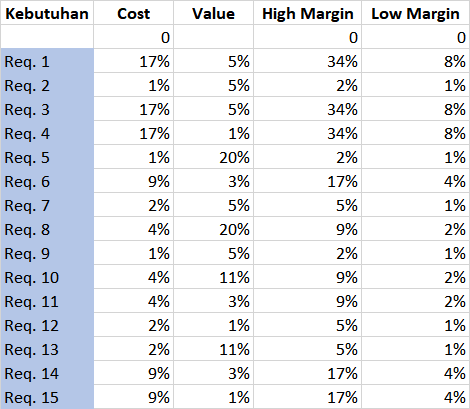 Kebutuhan Cost Value High Margin Low Margin
0 0 0 0
Req. 1 17% 5% 34% 8%
Req. 2 1% 5% 2% 1%
Req. 3 17% 5% 34% 8%
Req. 4 17% 1% 34% 8%
Req. 5 1% 20% 2% 1%
Req. 6 9% 3% 17% 4%
Req. 7 2% 5% 5% 1%
Req. 8 4% 20% 9% 2%
Req. 9 1% 5% 2% 1%
Req. 10 4% 11% 9% 2%
Req. 11 4% 3% 9% 2%
Req. 12 2% 1% 5% 1%
Req. 13 2% 11% 5% 1%
Req. 14 9% 3% 17% 4%
Req. 15 9% 1% 17% 4%